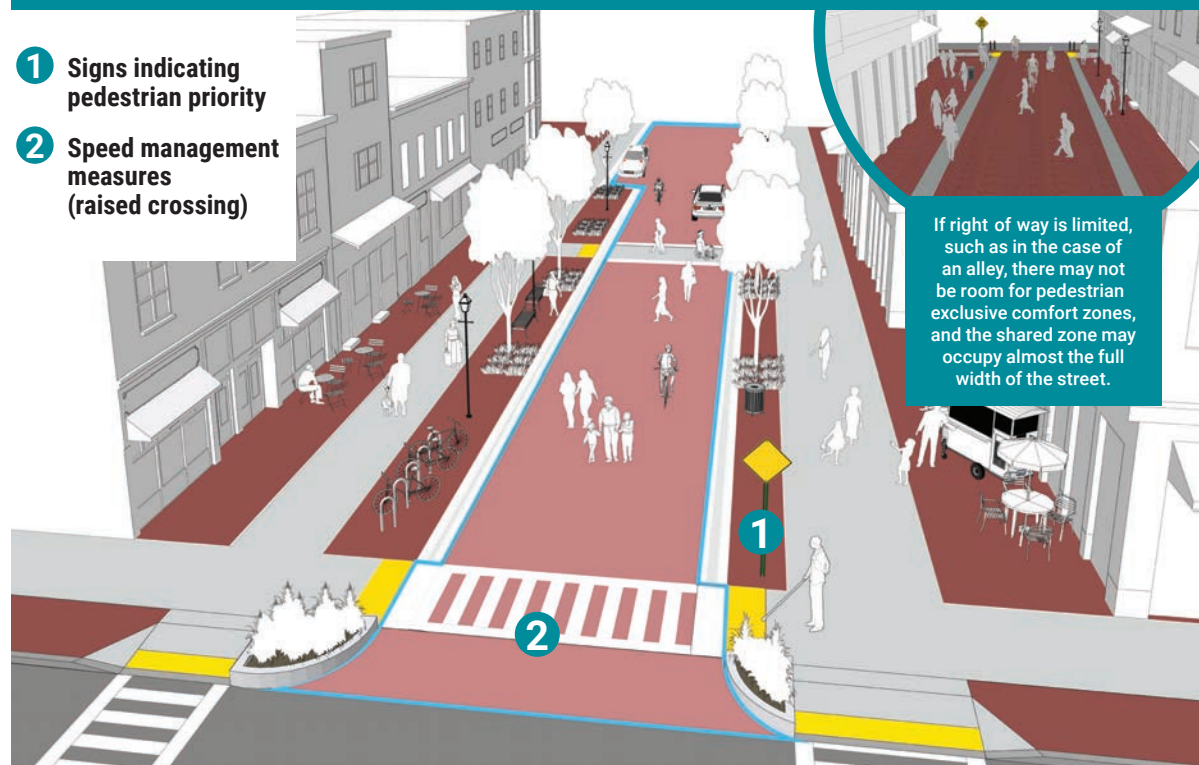 1 Signs indicating
pedestrian priority
2 Speed management
measures
(raised crossing)
If right of way is limited,
such as in the case of
an alley, there may not
be room for pedestrian
exclusive comfort zones,
and the shared zone may
occupy almost the full
width of the street.
1
2